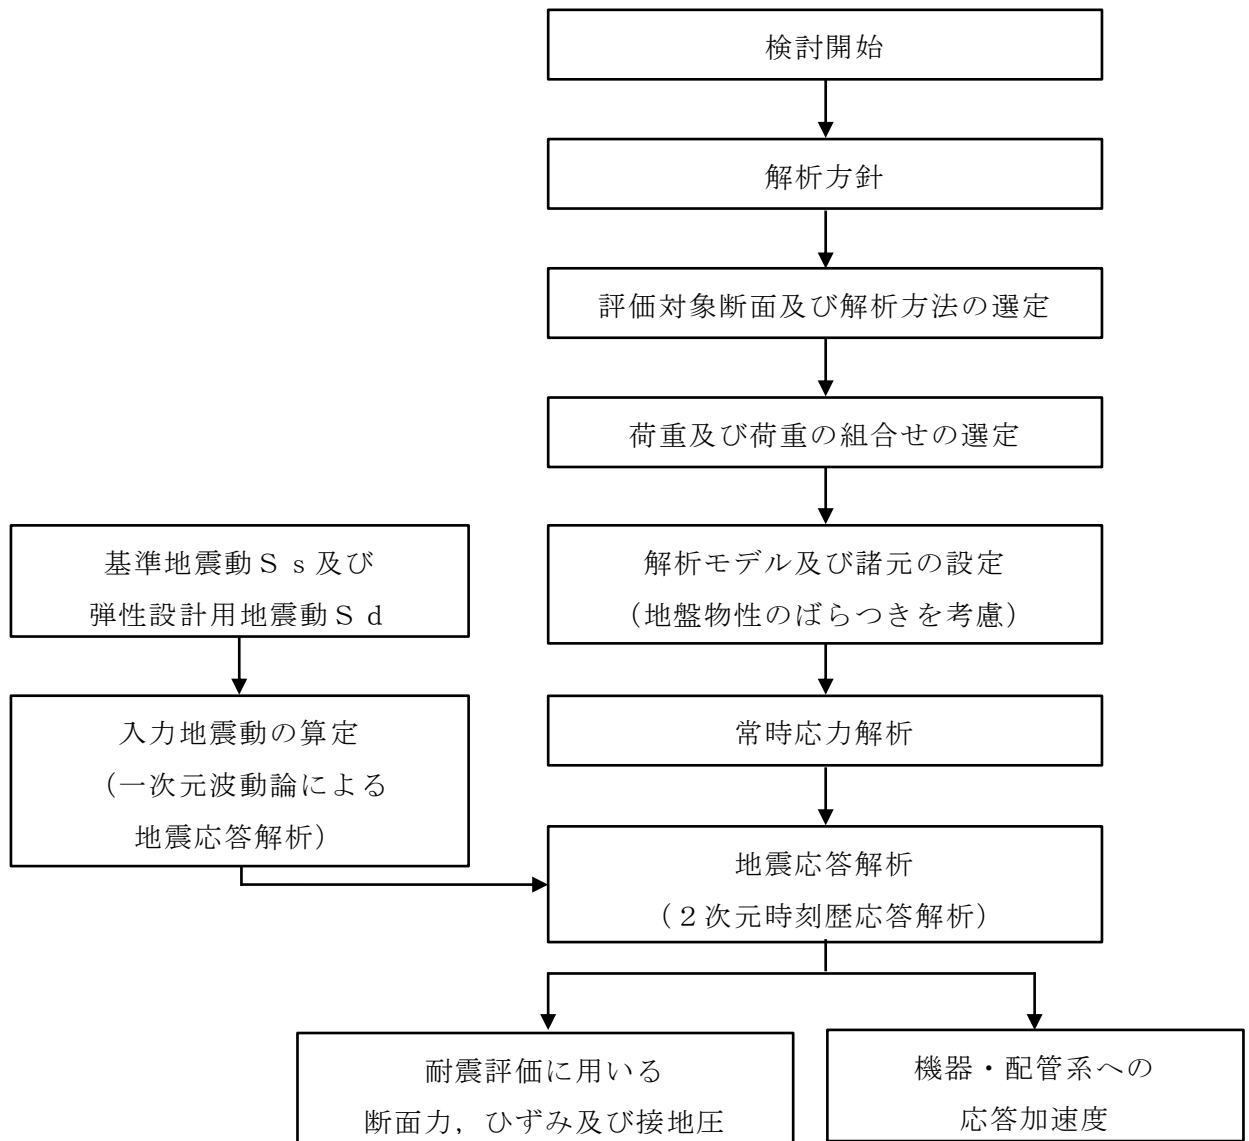 検討開始
解析方針
評価対象断面及び解析方法の選定
荷重及び荷重の組合せの選定
基準地震動Ｓｓ及び
弾性設計用地震動Ｓｄ
解析モデル及び諸元の設定
（地盤物性のばらつきを考慮）
入力地震動の算定
（一次元波動論による
地震応答解析）
常時応力解析
地震応答解析
（２次元時刻歴応答解析）
耐震評価に用いる
断面力，ひずみ及び接地圧
機器・配管系への
応答加速度